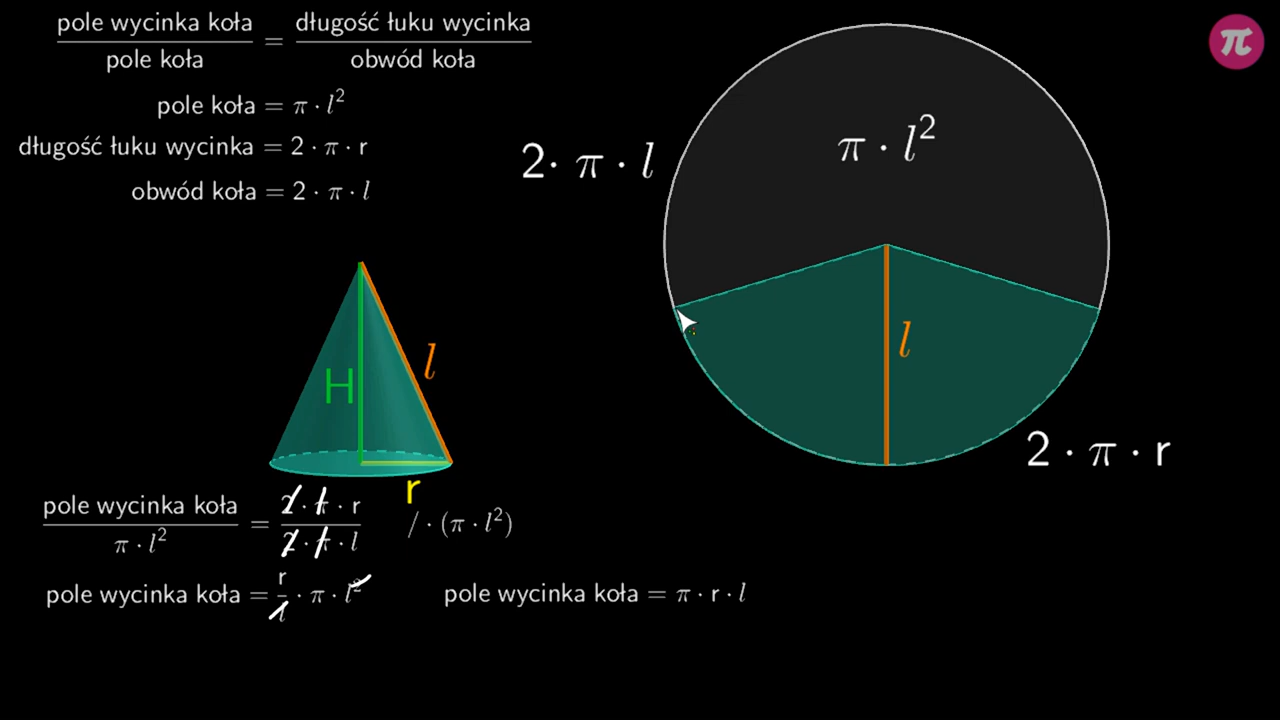 pole wycinka koła / pole koła = długość łuku wycinka / obwód koła
pole koła = π · l²
długość łuku wycinka = 2 · π · r
obwód koła = 2 · π · l
π
2 · π · l
π · l²
l
2 · π · r
H
l
r
pole wycinka koła / π · l² = 2 · π · r / 2 · π · l / · (π · l²)
pole wycinka koła = r / l · π · l² pole wycinka koła = π · r · l